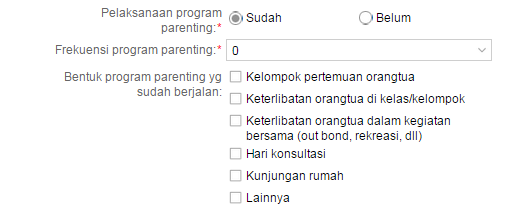 Pelaksanaan program
parenting:* Sudah Belum
Frekuensi program parenting:* 0
Bentuk program parenting yg
sudah berjalan:
Kelompok pertemuan orangtua
Keterlibatan orangtua di kelas/kelompok
Keterlibatan orangtua dalam kegiatan
bersama (out bond, rekreasi, dll)
Hari konsultasi
Kunjungan rumah
Lainnya